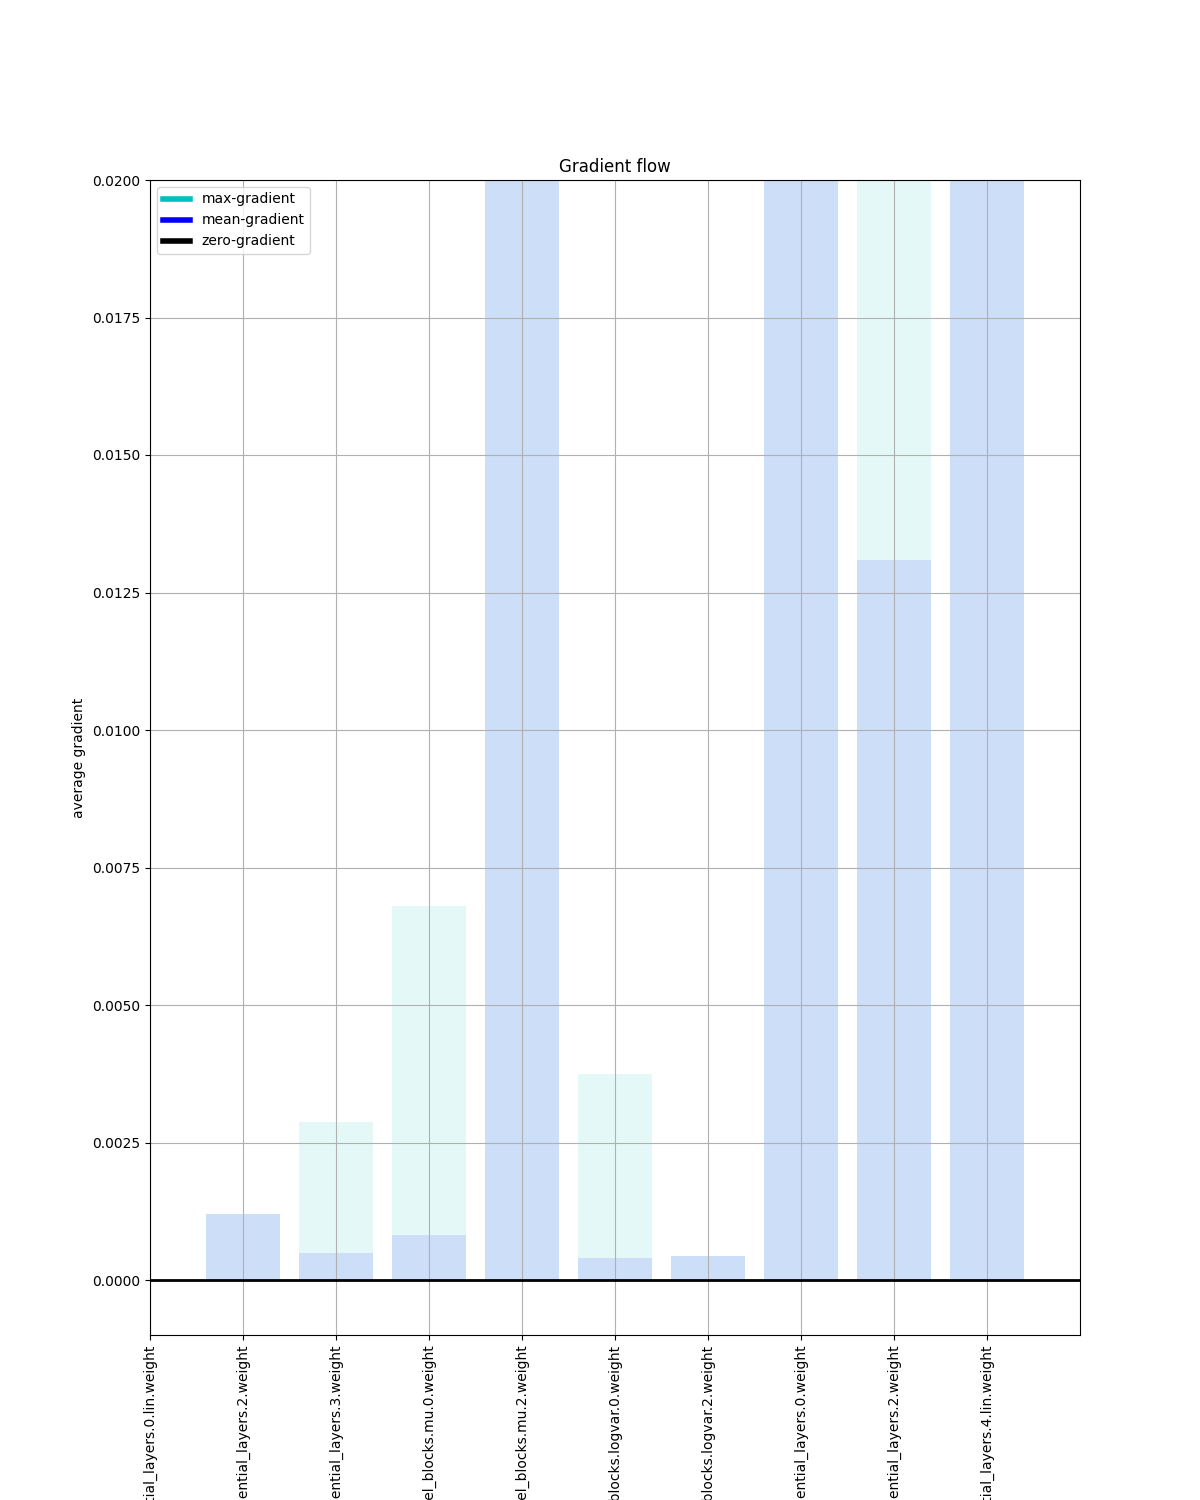 Gradient flow
max-gradient
mean-gradient
zero-gradient
0.0200
0.0175
0.0150
0.0125
0.0100
0.0075
0.0050
0.0025
0.0000
average gradient
tial_layers.0.lin.weight
ential_layers.2.weight
ential_layers.3.weight
el_blocks.mu.0.weight
el_blocks.mu.2.weight
blocks.logvar.0.weight
blocks.logvar.2.weight
ential_layers.0.weight
ential_layers.2.weight
tial_layers.4.lin.weight